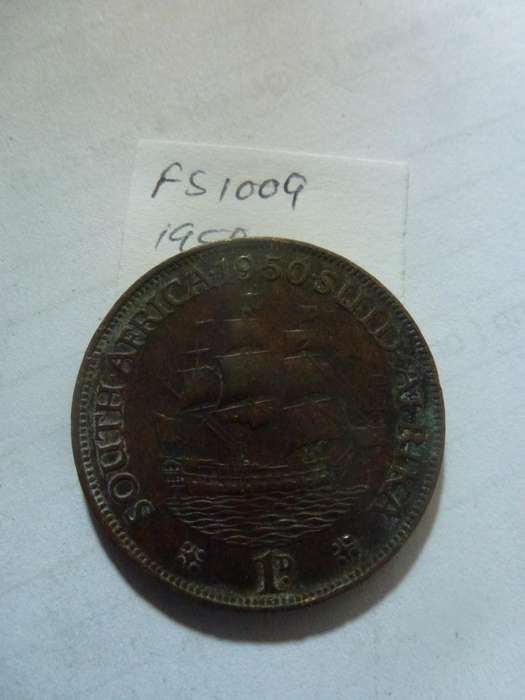 FS1009
1950
SOUTH AFRICA·1950·SUID-AFRIKA
1D.